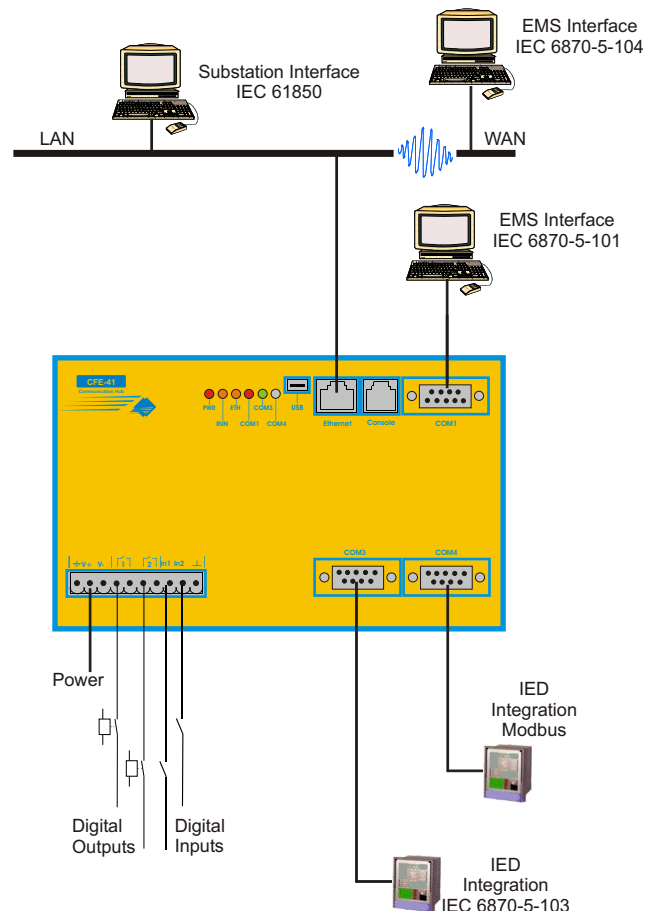 EMS Interface
IEC 6870-5-104
Substation Interface
IEC 61850
LAN
WAN
EMS Interface
IEC 6870-5-101
CFE-41
Communication Hub
PWR
ETH
COM3
USB
RUN
COM1
COM4
Ethernet
Console
COM1
COM3
COM4
V+ V- 1 2 In1 In2
Power
IED
Integration
Modbus
Digital
Outputs
Digital
Inputs
IED
Integration
IEC 6870-5-103